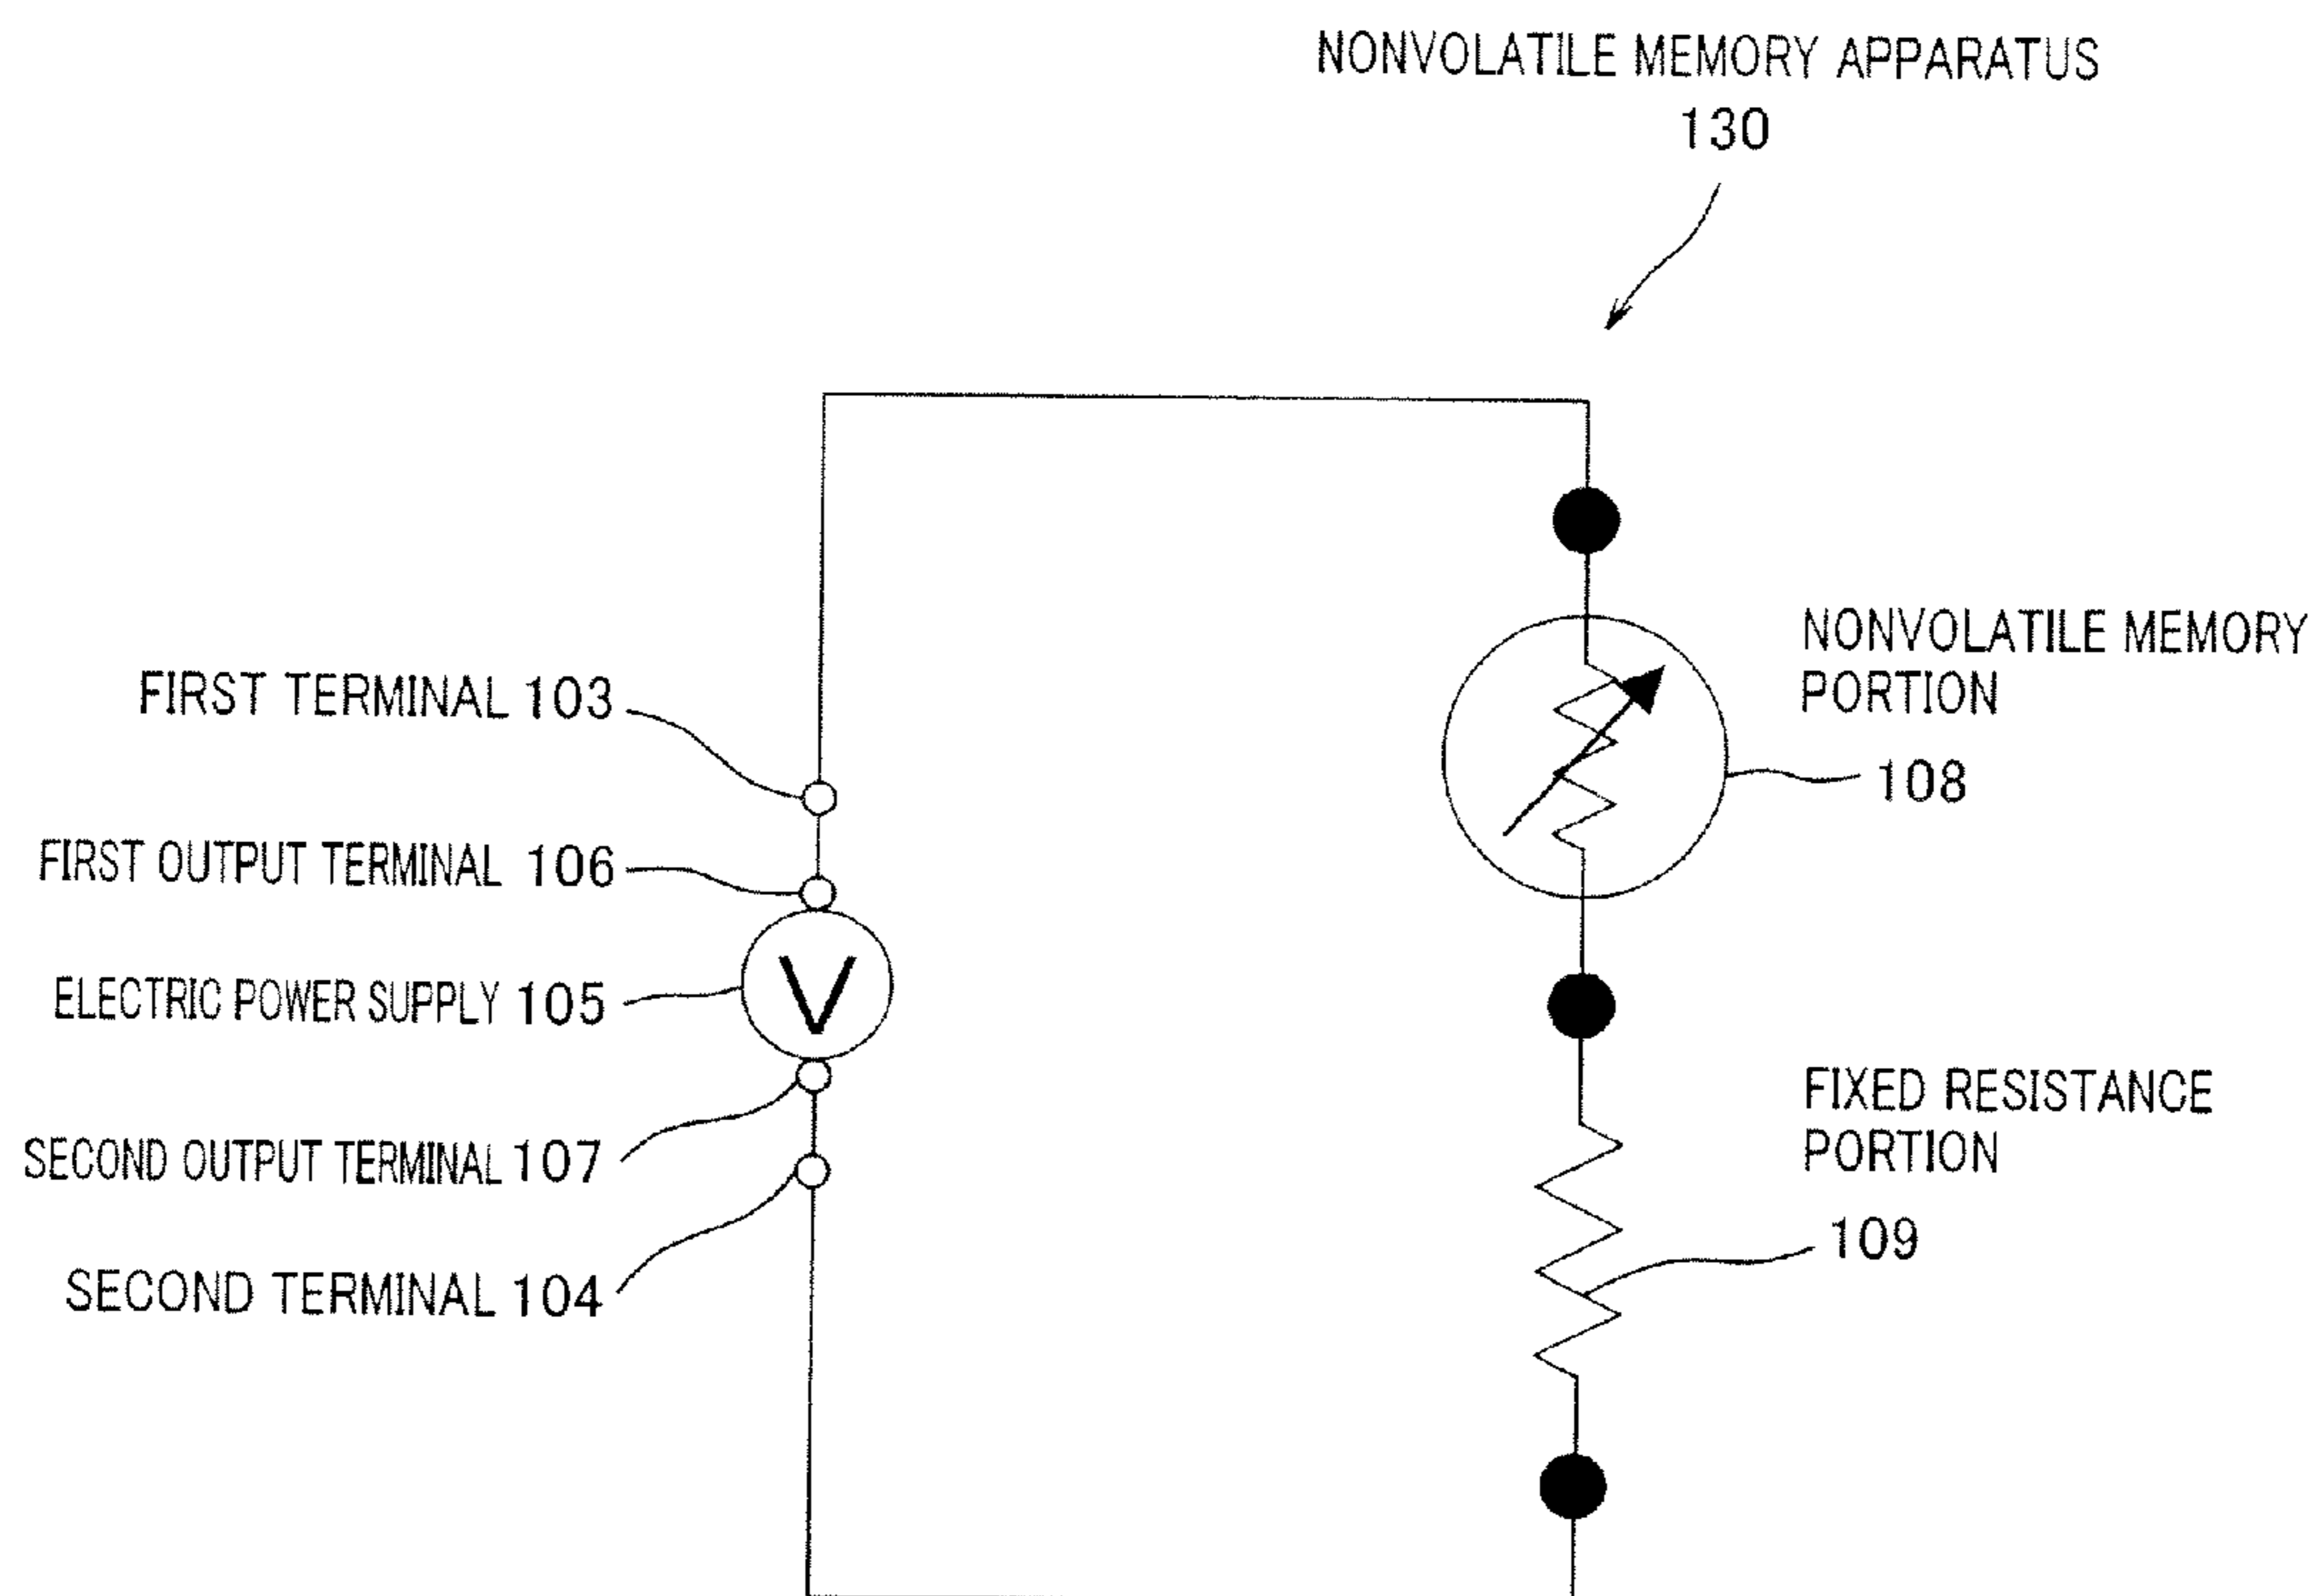 NONVOLATILE MEMORY APPARATUS
130
NONVOLATILE MEMORY
PORTION
108
FIRST TERMINAL 103
FIRST OUTPUT TERMINAL 106
ELECTRIC POWER SUPPLY 105
V
SECOND OUTPUT TERMINAL 107
SECOND TERMINAL 104
FIXED RESISTANCE
PORTION
109